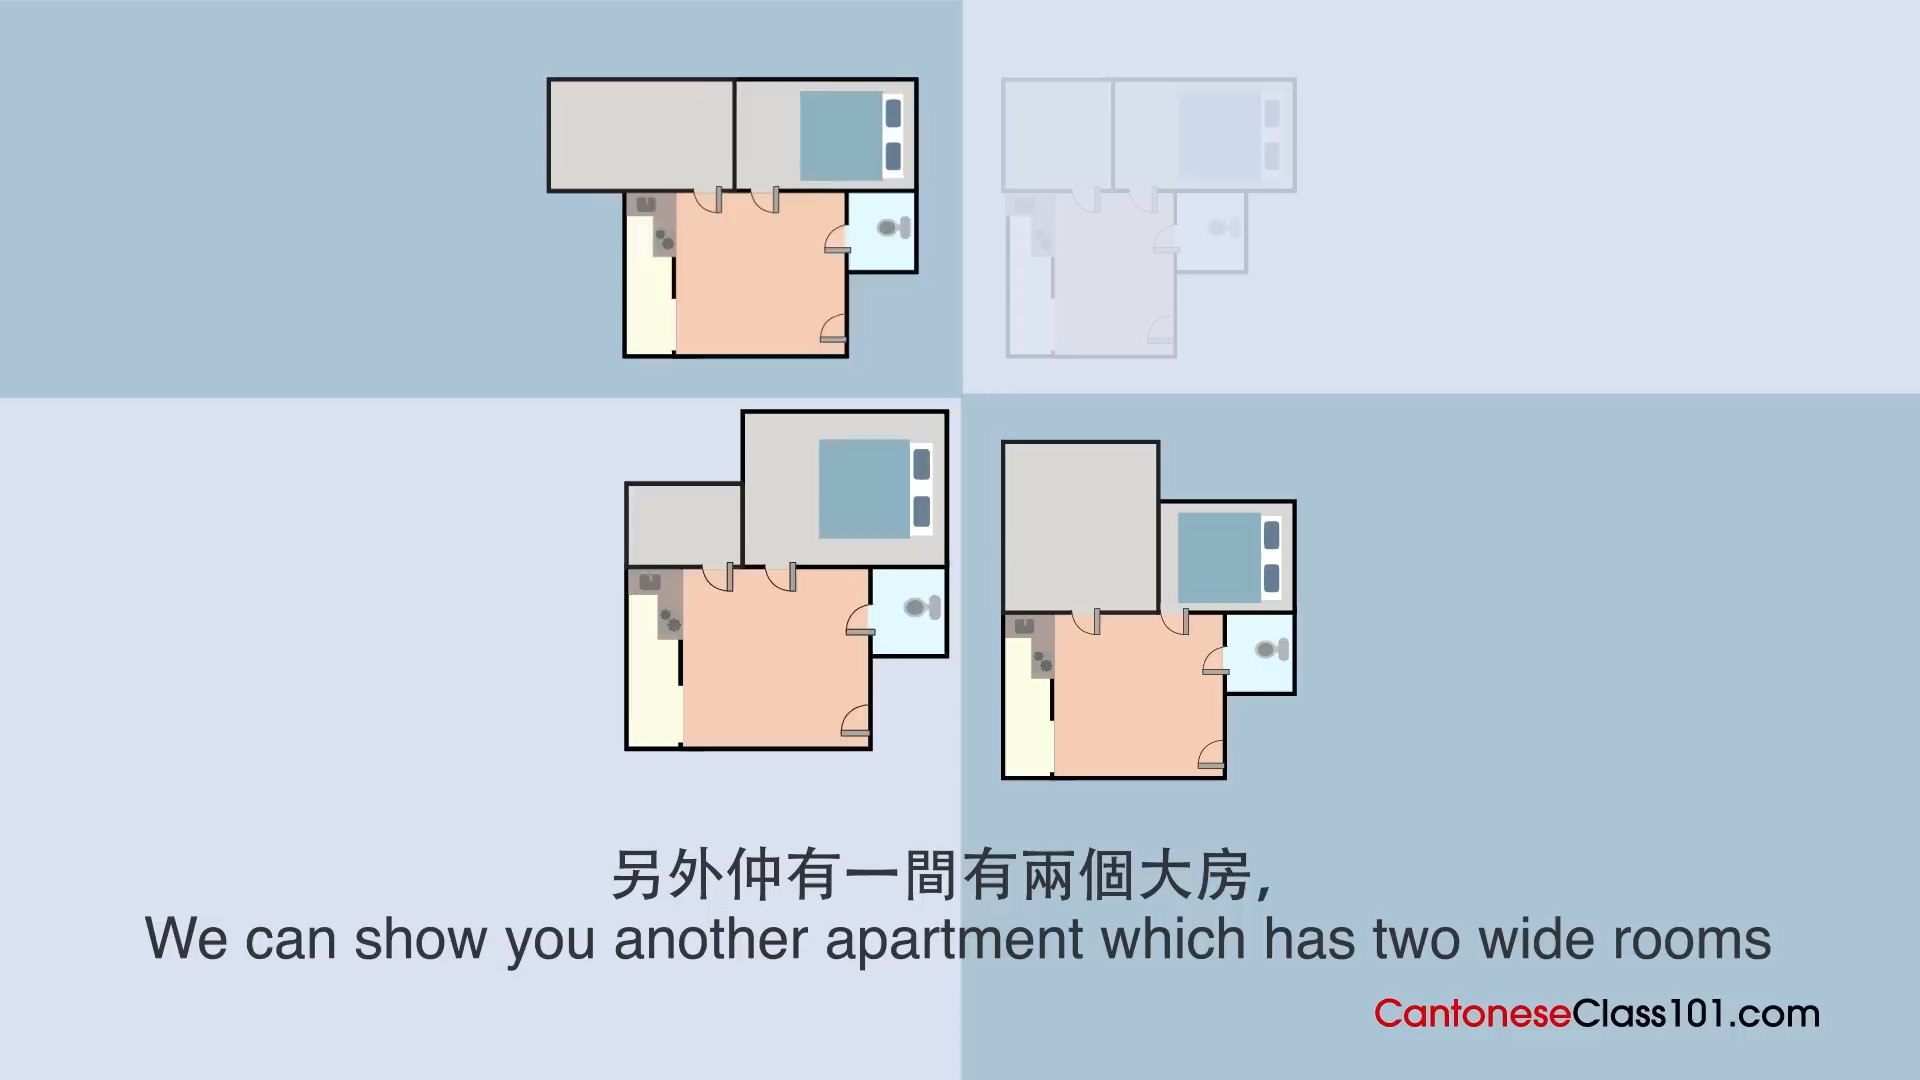 另外仲有一間有兩個大房,
We can show you another apartment which has two wide rooms
CantoneseClass101.com